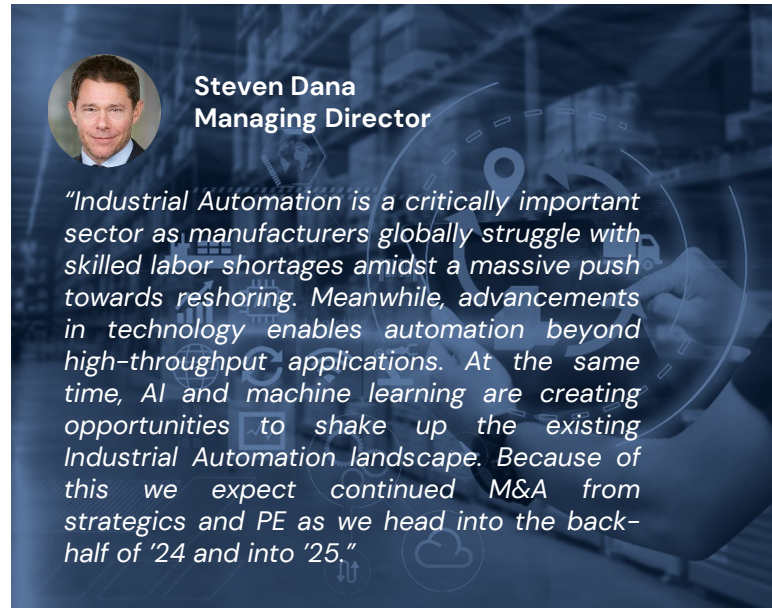 Steven Dana
Managing Director
“Industrial Automation is a critically important
sector as manufacturers globally struggle with
skilled labor shortages amidst a massive push
towards reshoring. Meanwhile, advancements
in technology enables automation beyond
high-throughput applications. At the same
time, AI and machine learning are creating
opportunities to shake up the existing
Industrial Automation landscape. Because of
this we expect continued M&A from
strategics and PE as we head into the back-
half of ’24 and into ’25.”